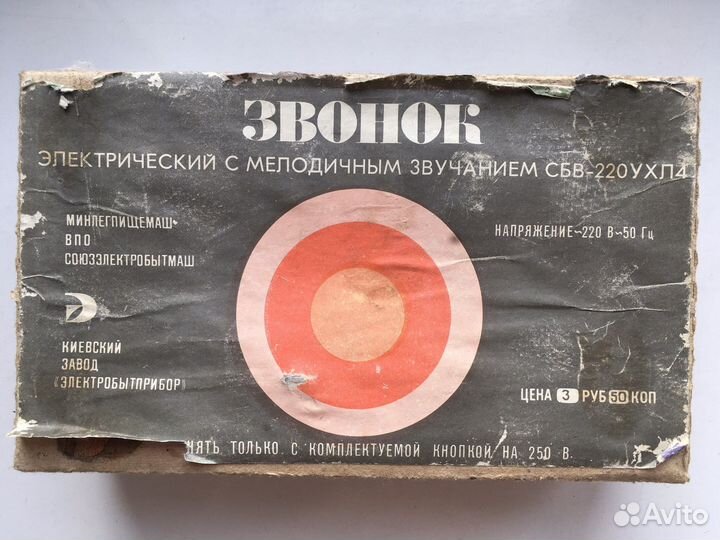 ЗВОНОК
ЭЛЕКТРИЧЕСКИЙ С МЕЛОДИЧНЫМ ЗВУЧАНИЕМ СБВ-220УХЛ4
МИНЛЕГПИЩЕМАШ
ВПО
СОЮЗЭЛЕКТРОБЫТМАШ
НАПРЯЖЕНИЕ ~220 В ~50 Гц
КИЕВСКИЙ
ЗАВОД
«ЭЛЕКТРОБЫТПРИБОР»
ЦЕНА 3 РУБ 50 КОП
ТОЛЬКО С КОМПЛЕКТУЕМОЙ КНОПКОЙ НА 250 В.
Avito